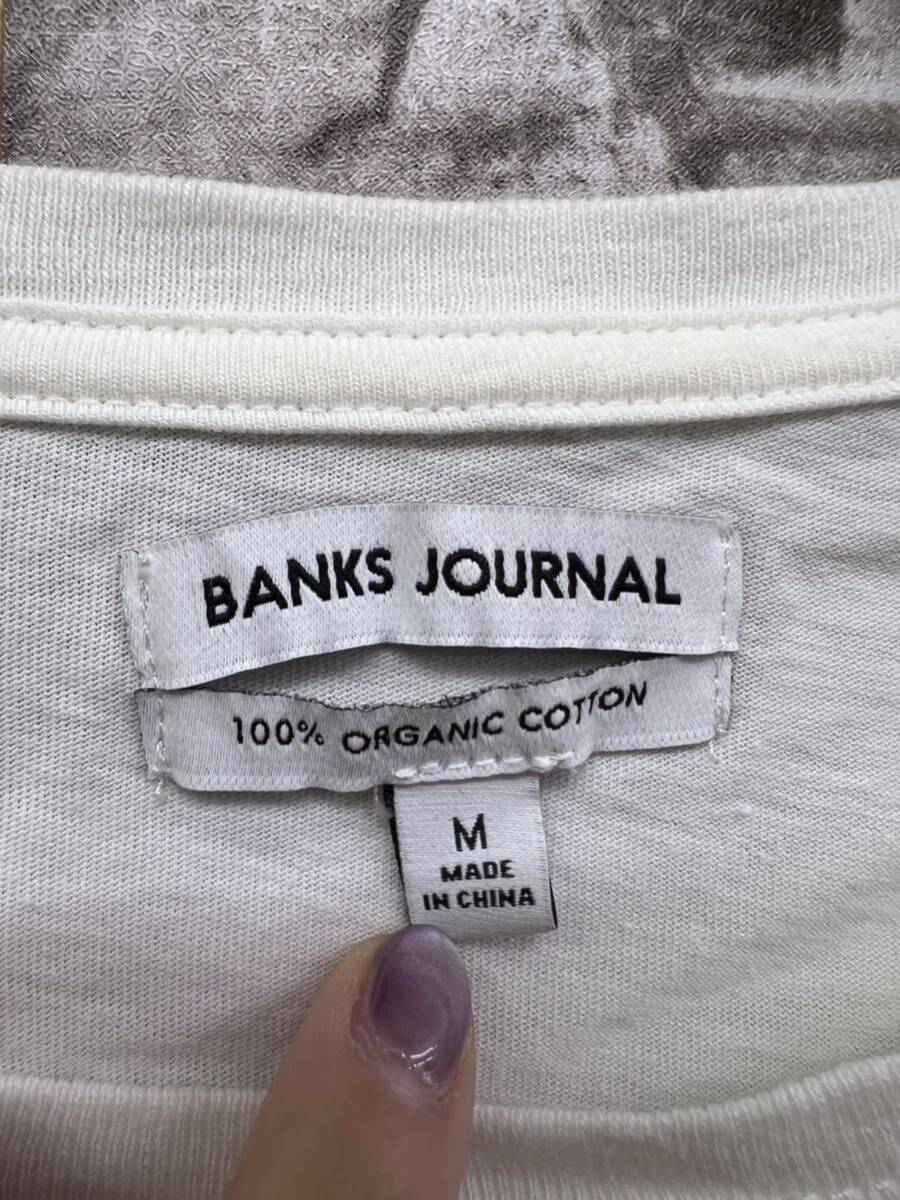 BANKS JOURNAL
100% ORGANIC COTTON
M
MADE
IN CHINA